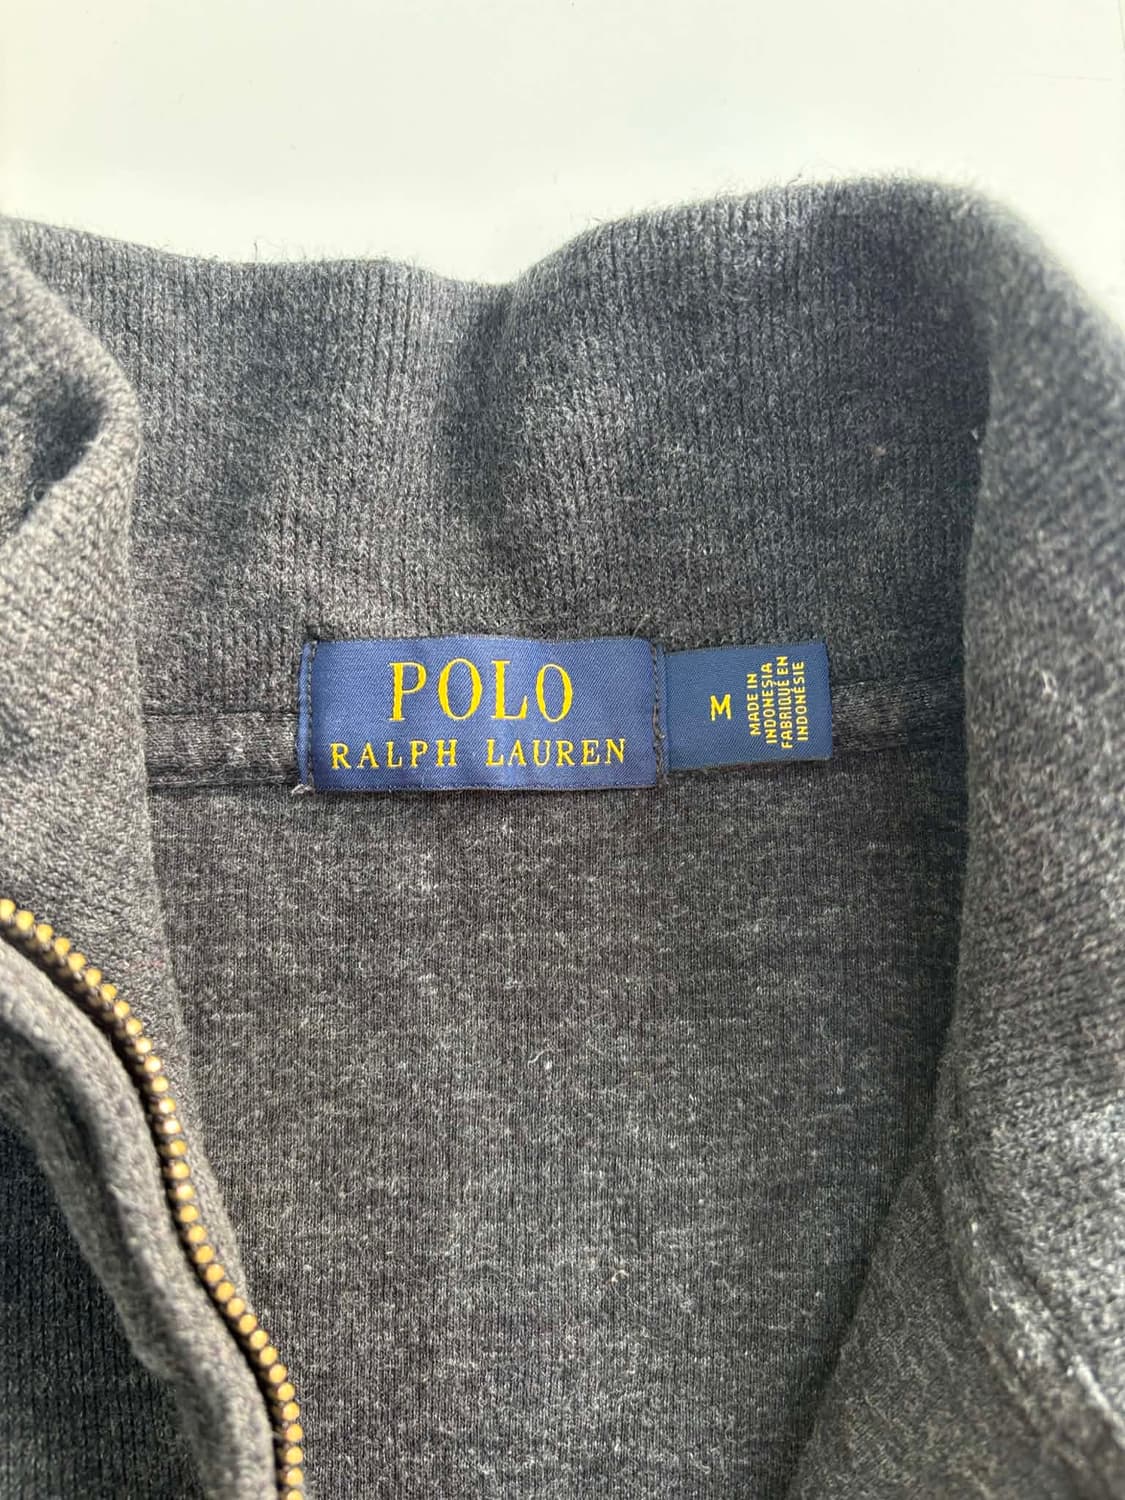 POLO
RALPH LAUREN
M
MADE IN
INDONESIA
FABRIQUÉ EN
INDONÉSIE